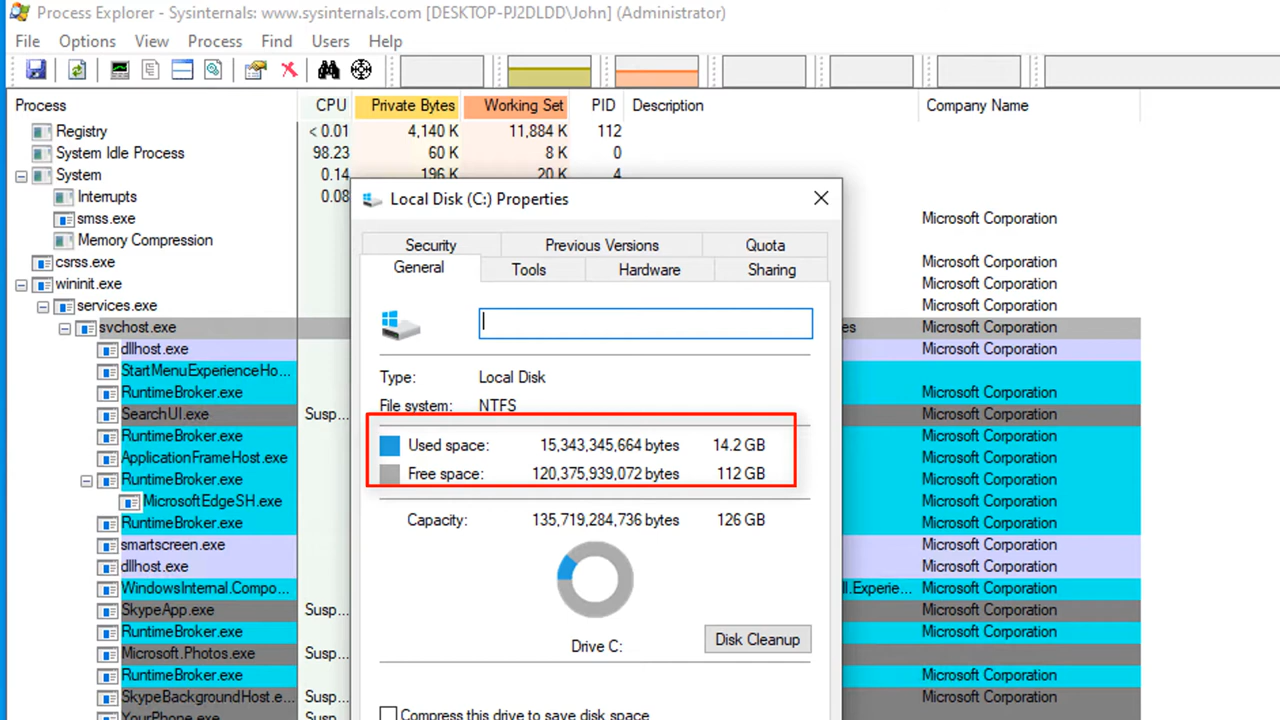 Process Explorer - Sysinternals: www.sysinternals.com [DESKTOP-PJ2DLDD\John] (Administrator)
File Options View Process Find Users Help
Process CPU Private Bytes Working Set PID Description Company Name
Registry < 0.01 4,140 K 11,884 K 112
System Idle Process 98.23 60 K 8 K 0
System 0.14 196 K 20 K 4
Interrupts 0.08
smss.exe Microsoft Corporation
Memory Compression
csrss.exe Microsoft Corporation
wininit.exe Microsoft Corporation
services.exe Microsoft Corporation
svchost.exe es Microsoft Corporation
dllhost.exe Microsoft Corporation
StartMenuExperienceHo...
RuntimeBroker.exe Microsoft Corporation
SearchUI.exe Susp... Microsoft Corporation
RuntimeBroker.exe Microsoft Corporation
ApplicationFrameHost.exe Microsoft Corporation
RuntimeBroker.exe Microsoft Corporation
MicrosoftEdgeSH.exe Microsoft Corporation
RuntimeBroker.exe Microsoft Corporation
smartscreen.exe Microsoft Corporation
dllhost.exe Microsoft Corporation
WindowsInternal.Compo... ll.Experie... Microsoft Corporation
SkypeApp.exe Susp... Microsoft Corporation
RuntimeBroker.exe Microsoft Corporation
Microsoft.Photos.exe Susp...
RuntimeBroker.exe Microsoft Corporation
SkypeBackgroundHost.e... Susp... Microsoft Corporation
YourPhone.exe Susp...
Local Disk (C:) Properties
Security Previous Versions Quota
General Tools Hardware Sharing
Type: Local Disk
File system: NTFS
Used space: 15,343,345,664 bytes 14.2 GB
Free space: 120,375,939,072 bytes 112 GB
Capacity: 135,719,284,736 bytes 126 GB
Drive C: Disk Cleanup
Compress this drive to save disk space